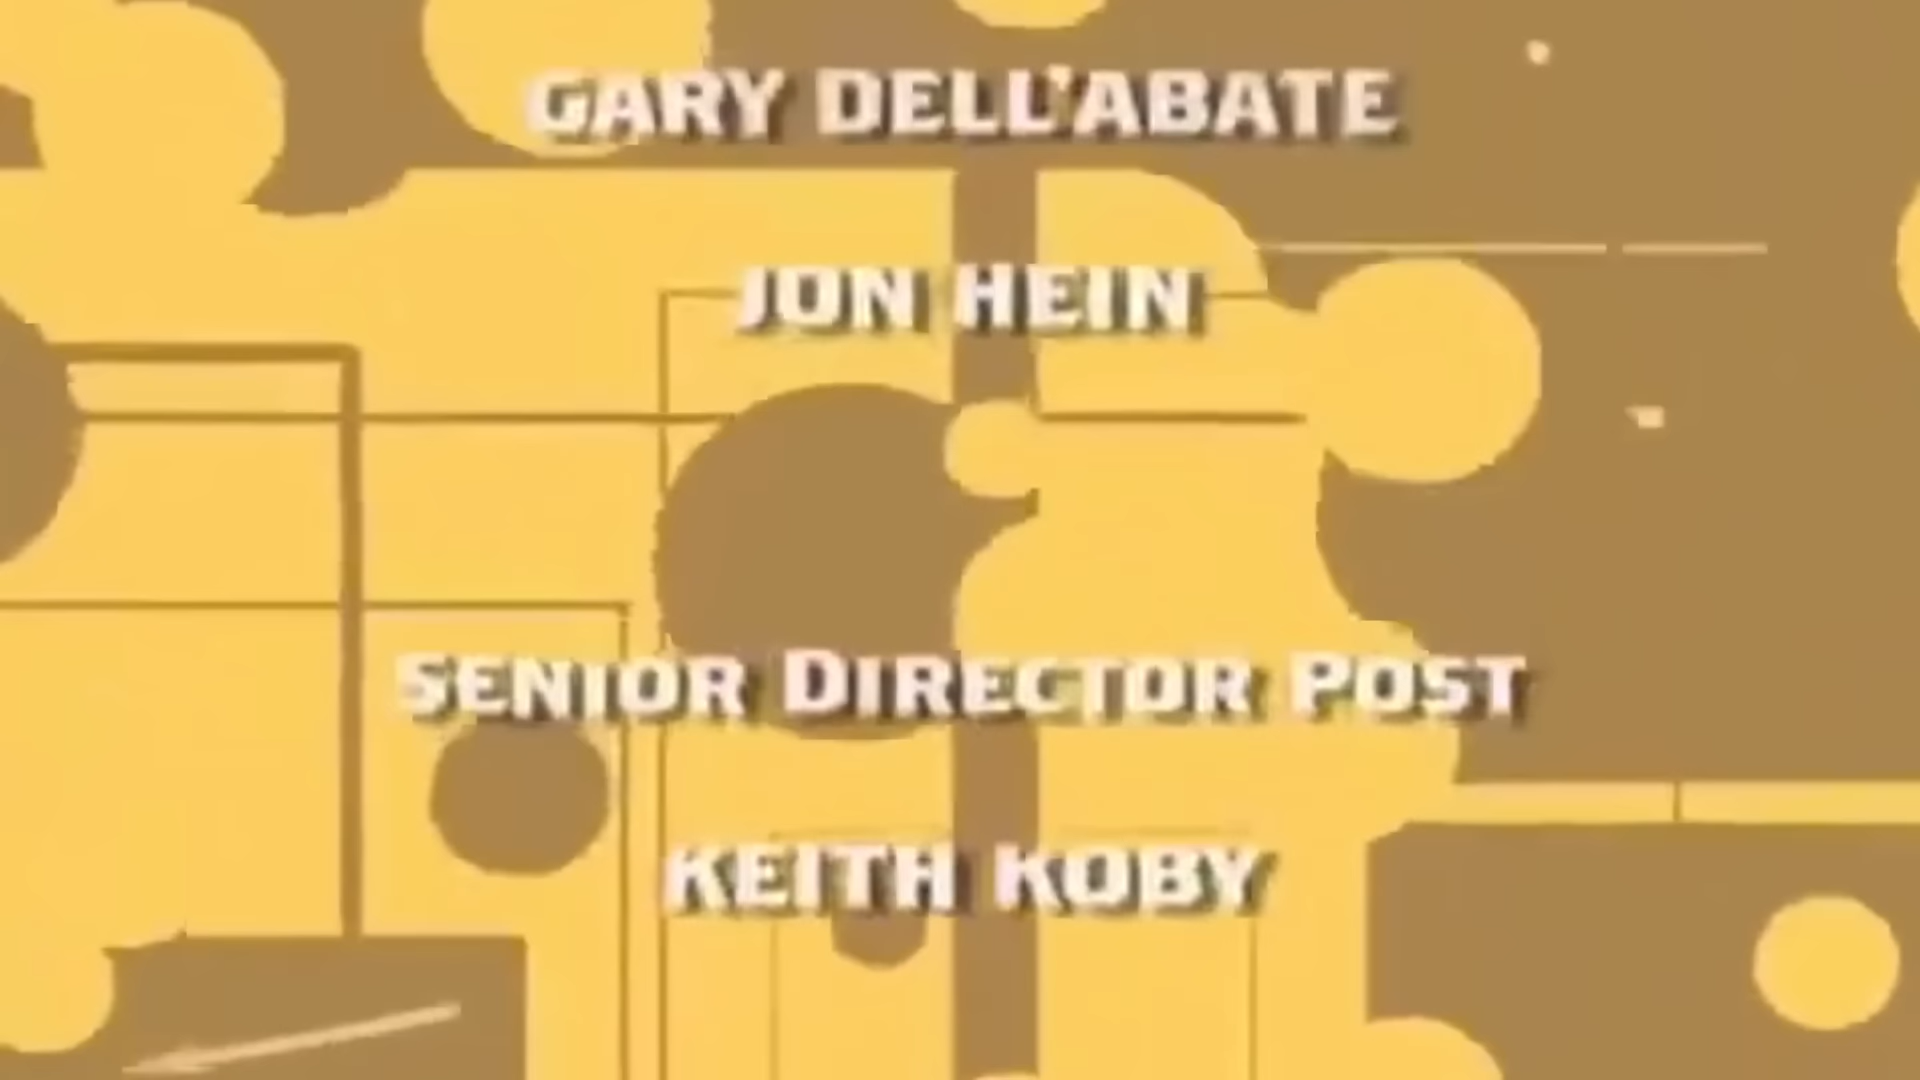 GARY DELL'ABATE
JON HEIN
SENIOR DIRECTOR POST
KEITH KOBY